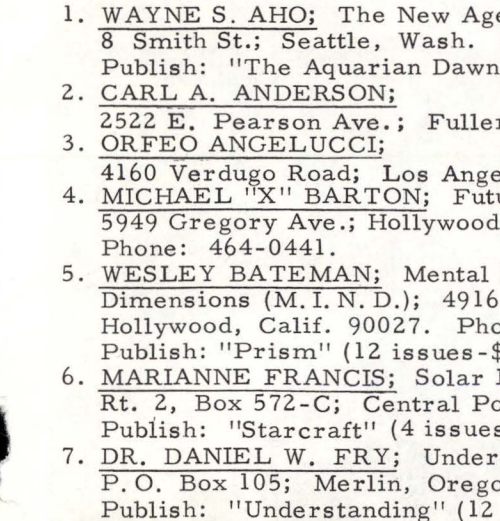 1. WAYNE S. AHO; The New Age
8 Smith St.; Seattle, Wash.
Publish: "The Aquarian Dawn
2. CARL A. ANDERSON;
2522 E. Pearson Ave.; Fuller
3. ORFEO ANGELUCCI;
4160 Verdugo Road; Los Ange
4. MICHAEL "X" BARTON; Futu
5949 Gregory Ave.; Hollywood
Phone: 464-0441.
5. WESLEY BATEMAN; Mental
Dimensions (M.I.N.D.); 4916
Hollywood, Calif. 90027. Pho
Publish: "Prism" (12 issues-$
6. MARIANNE FRANCIS; Solar
Rt. 2, Box 572-C; Central Po
Publish: "Starcraft" (4 issues
7. DR. DANIEL W. FRY; Under
P.O. Box 105; Merlin, Orego
Publish: "Understanding" (12